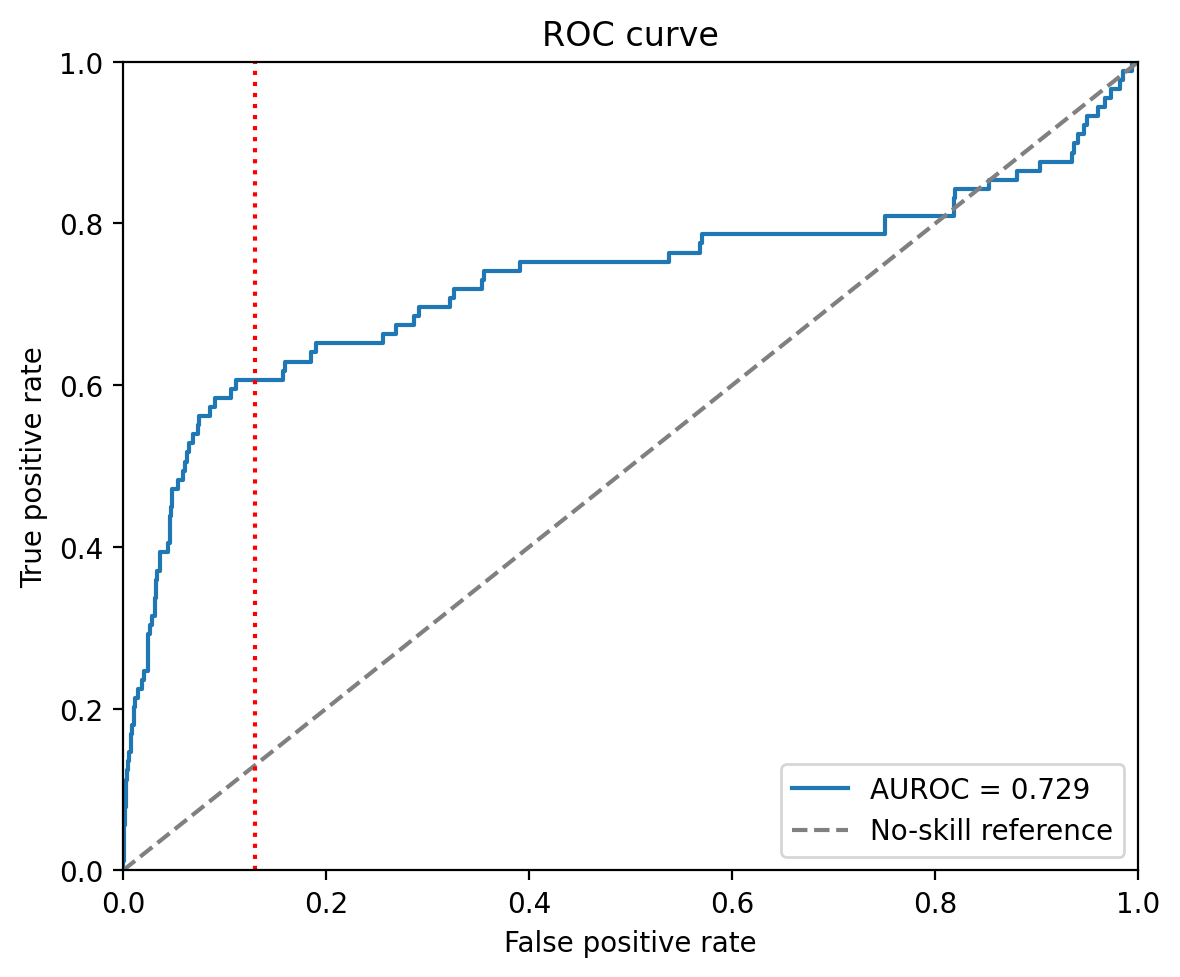 ROC curve
1.0
0.8
0.6
0.4
0.2
0.0
True positive rate
0.0 0.2 0.4 0.6 0.8 1.0
False positive rate
AUROC = 0.729
No-skill reference